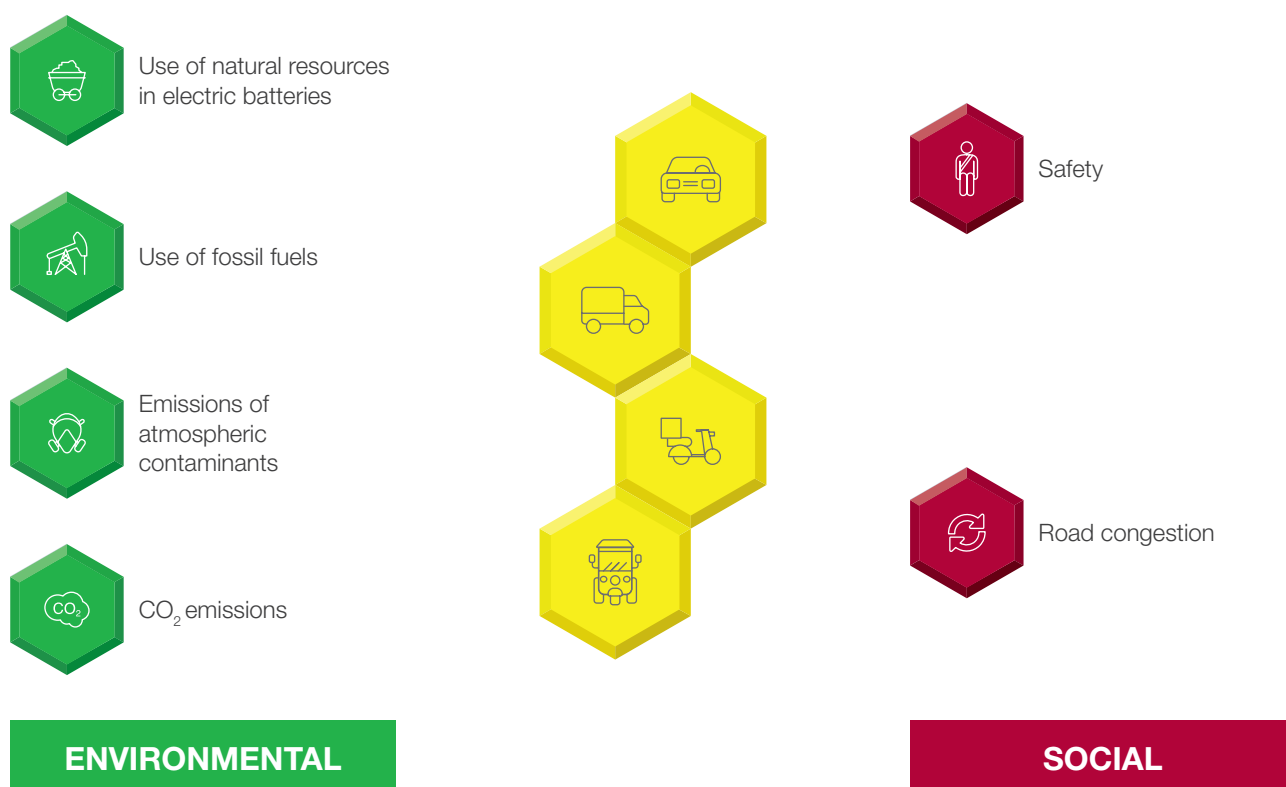 Use of natural resources
in electric batteries
Use of fossil fuels
Emissions of
atmospheric
contaminants
CO₂
CO₂ emissions
ENVIRONMENTAL
Safety
Road congestion
SOCIAL